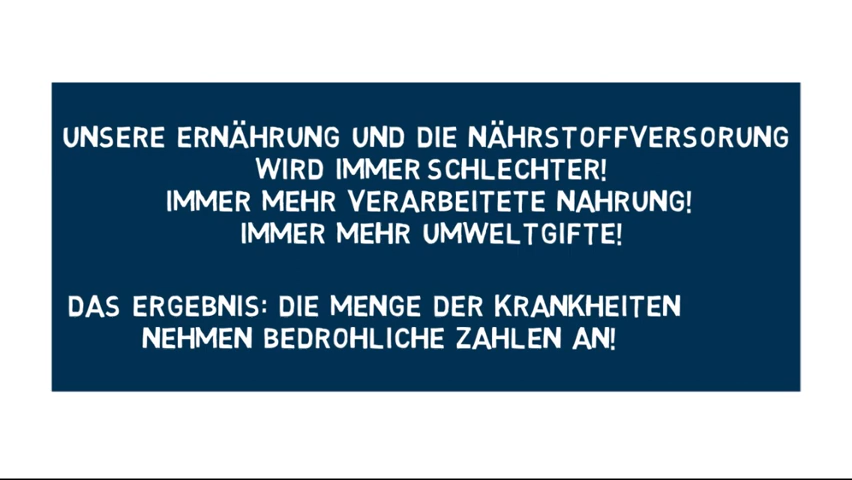 UNSERE ERNÄHRUNG UND DIE NÄHRSTOFFVERSORUNG
WIRD IMMER SCHLECHTER!
IMMER MEHR VERARBEITETE NAHRUNG!
IMMER MEHR UMWELTGIFTE!
DAS ERGEBNIS: DIE MENGE DER KRANKHEITEN
NEHMEN BEDROHLICHE ZAHLEN AN!